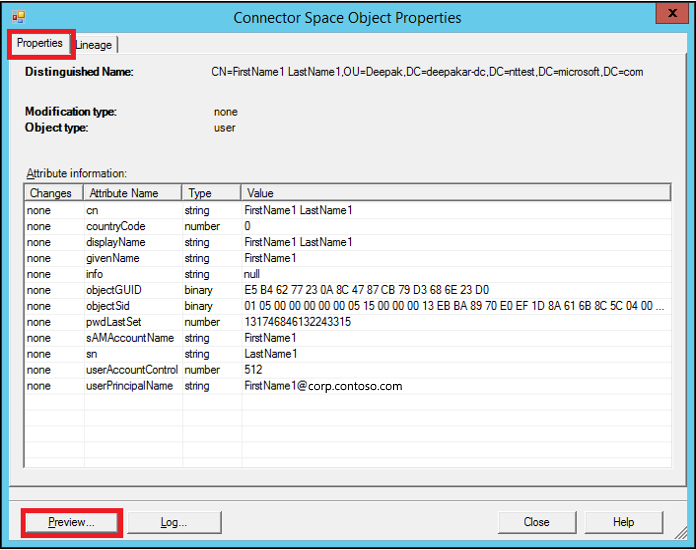 Connector Space Object Properties
x
Properties Lineage
Distinguished Name: CN=FirstName1 LastName1,OU=Deepak,DC=deepakar-dc,DC=nttest,DC=microsoft,DC=com
Modification type: none
Object type: user
Attribute information:
Changes Attribute Name Type Value
none cn string FirstName1 LastName1
none countryCode number 0
none displayName string FirstName1 LastName1
none givenName string FirstName1
none info string null
none objectGUID binary E5 B4 62 77 23 0A 8C 47 87 CB 79 D3 68 6E 23 D0
none objectSid binary 01 05 00 00 00 00 00 05 15 00 00 00 13 EB BA 89 70 E0 EF 1D 8A 61 6B 8C 5C 04 00 ...
none pwdLastSet number 131746846132243315
none sAMAccountName string FirstName1
none sn string LastName1
none userAccountControl number 512
none userPrincipalName string FirstName1@corp.contoso.com
Preview... Log... Close Help